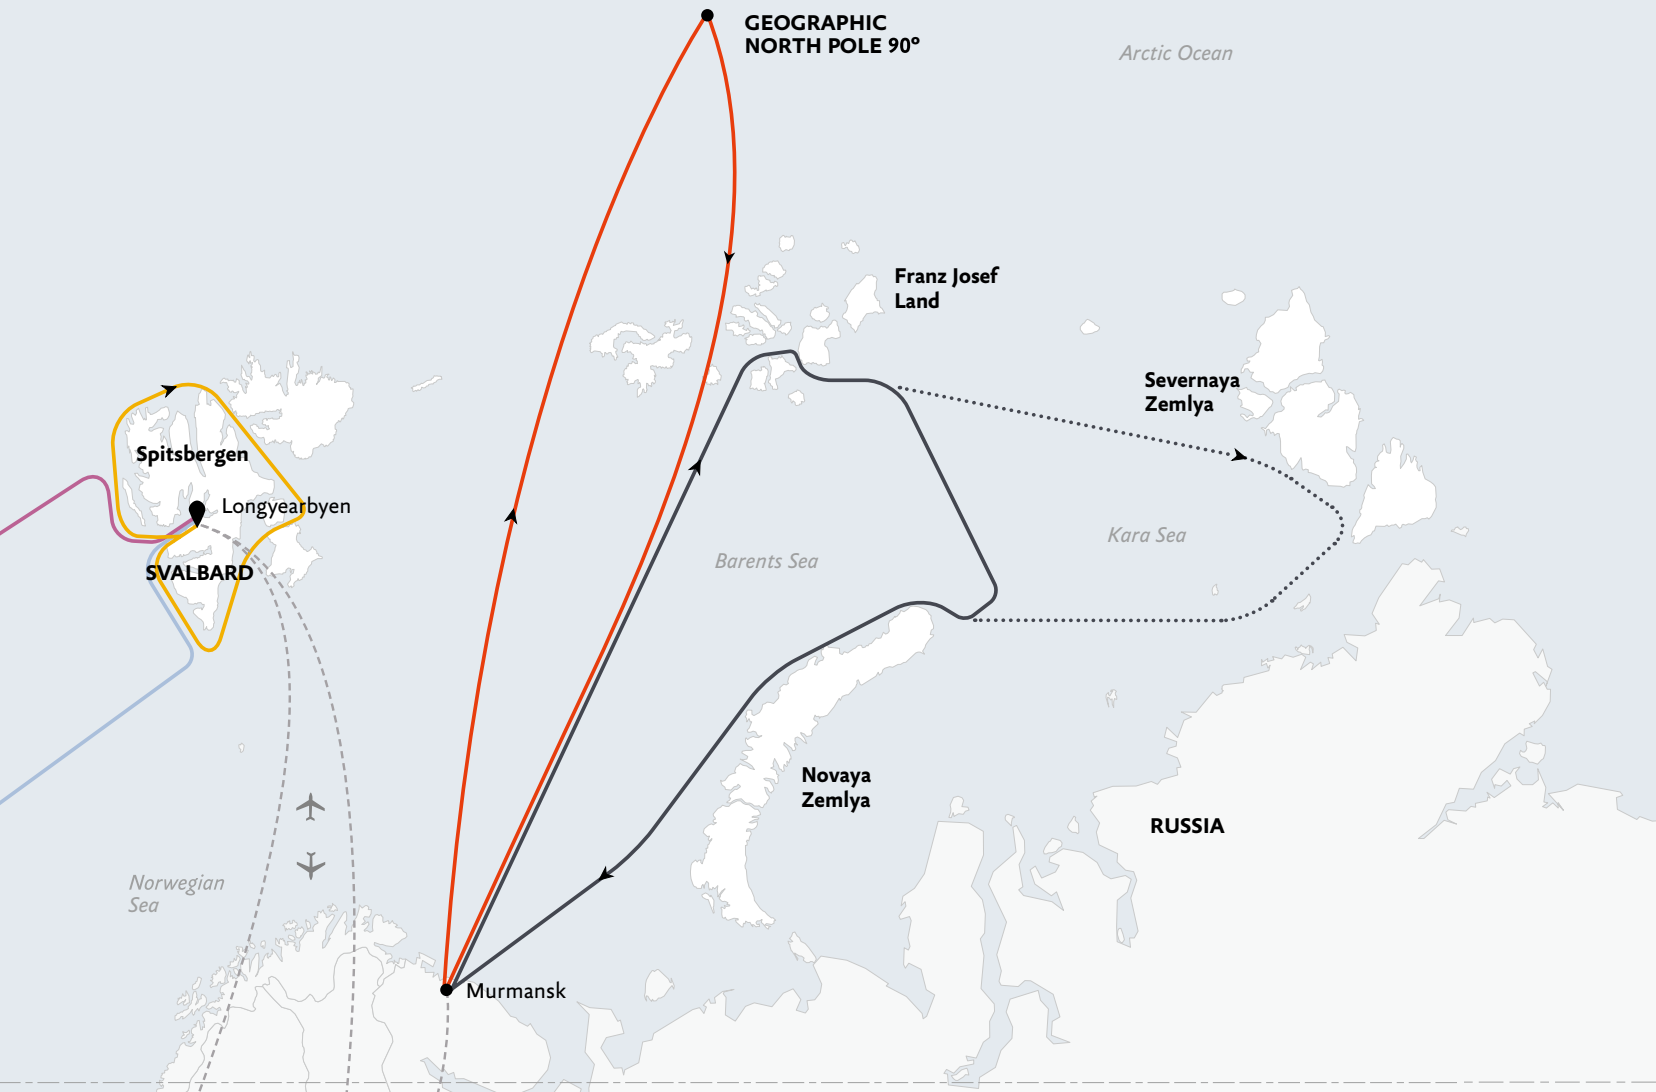 GEOGRAPHIC
NORTH POLE 90º
Arctic Ocean
Franz Josef
Land
Severnaya
Zemlya
Spitsbergen
Longyearbyen
Kara Sea
Barents Sea
SVALBARD
Novaya
Zemlya
RUSSIA
Norwegian
Sea
Murmansk